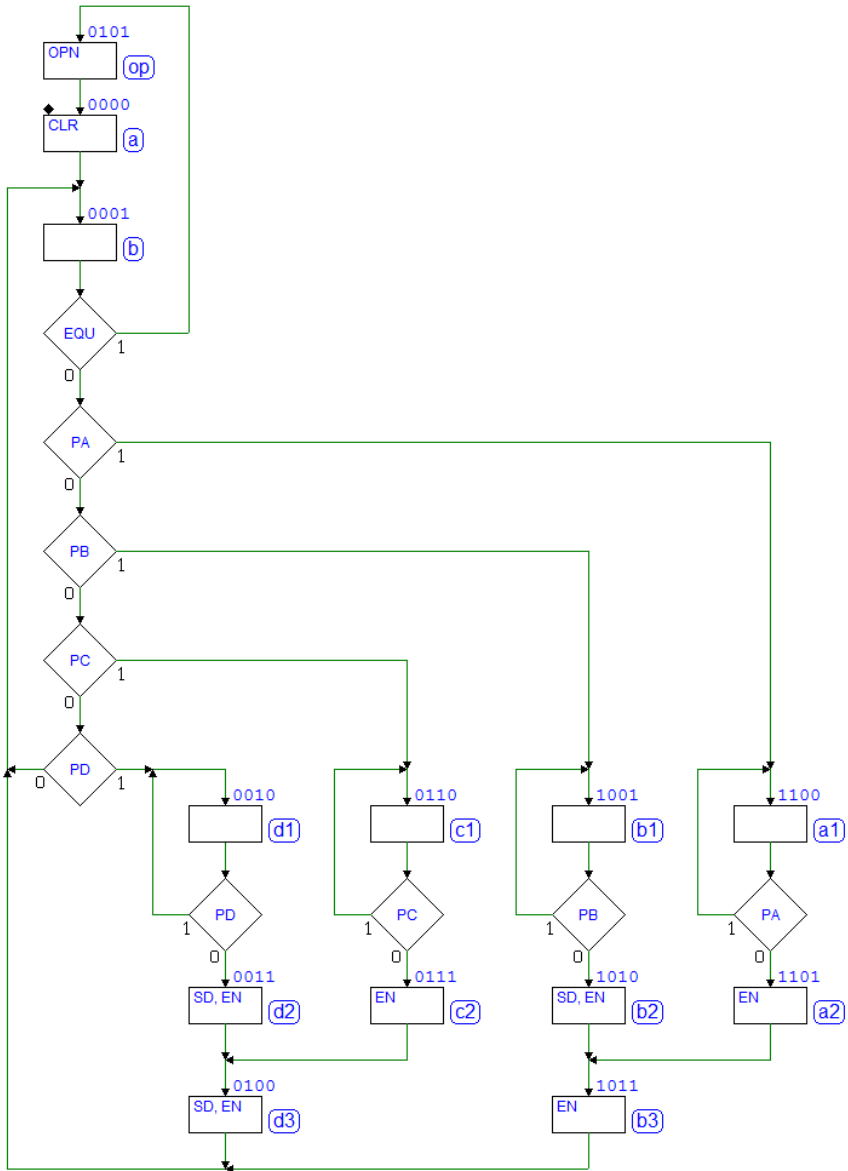 0101
OPN
op
0000
CLR
a
0001
b
EQU
1
0
PA
1
0
PB
1
0
PC
1
0
PD
0
1
0010
d1
0110
c1
1001
b1
1100
a1
PD
1
0
PC
1
0
PB
1
0
PA
1
0
0011
SD, EN
d2
0111
EN
c2
1010
SD, EN
b2
1101
EN
a2
0100
SD, EN
d3
1011
EN
b3